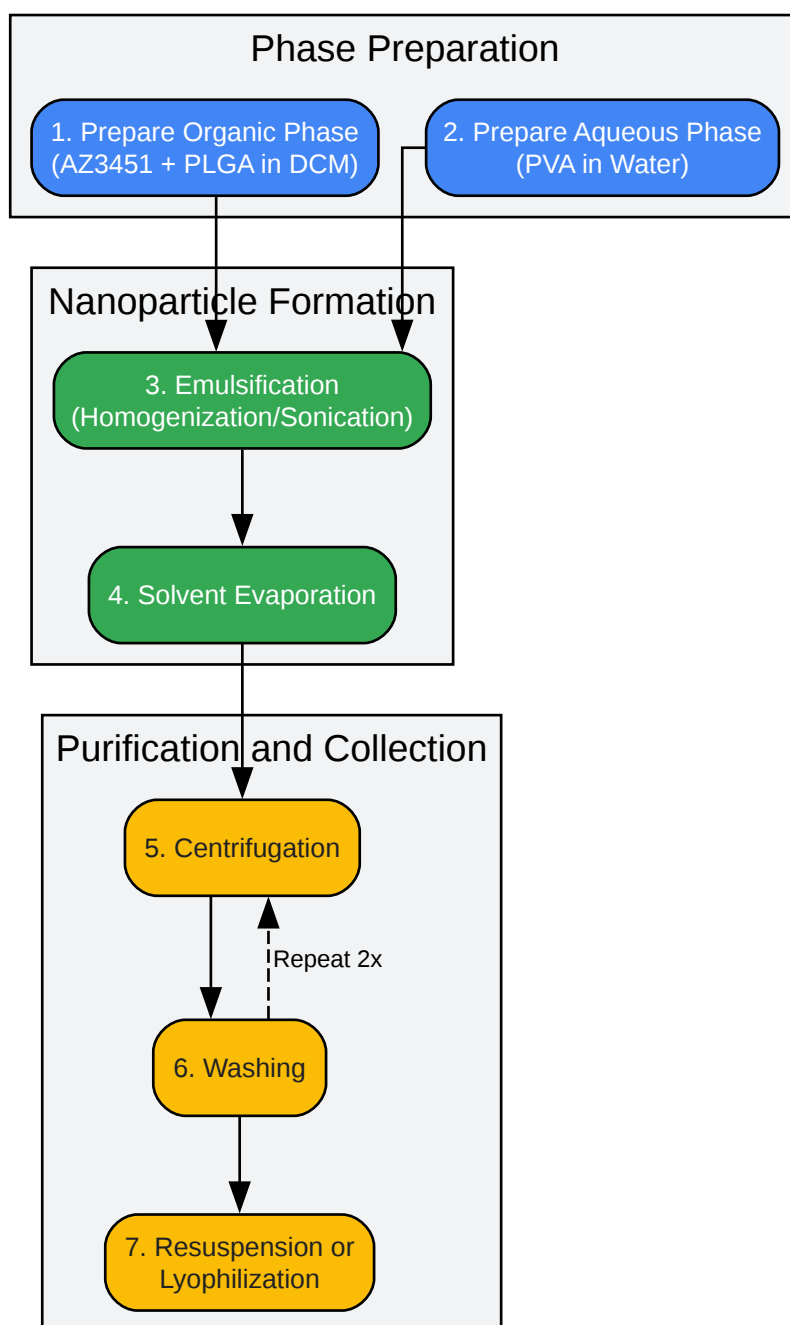 Phase Preparation
1. Prepare Organic Phase
(AZ3451 + PLGA in DCM)
2. Prepare Aqueous Phase
(PVA in Water)
Nanoparticle Formation
3. Emulsification
(Homogenization/Sonication)
4. Solvent Evaporation
Purification and Collection
5. Centrifugation
Repeat 2x
6. Washing
7. Resuspension or
Lyophilization